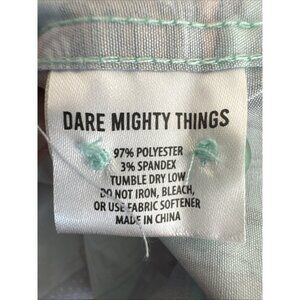 DARE MIGHTY THINGS
97% POLYESTER
3% SPANDEX
TUMBLE DRY LOW
DO NOT IRON, BLEACH,
OR USE FABRIC SOFTENER
MADE IN CHINA